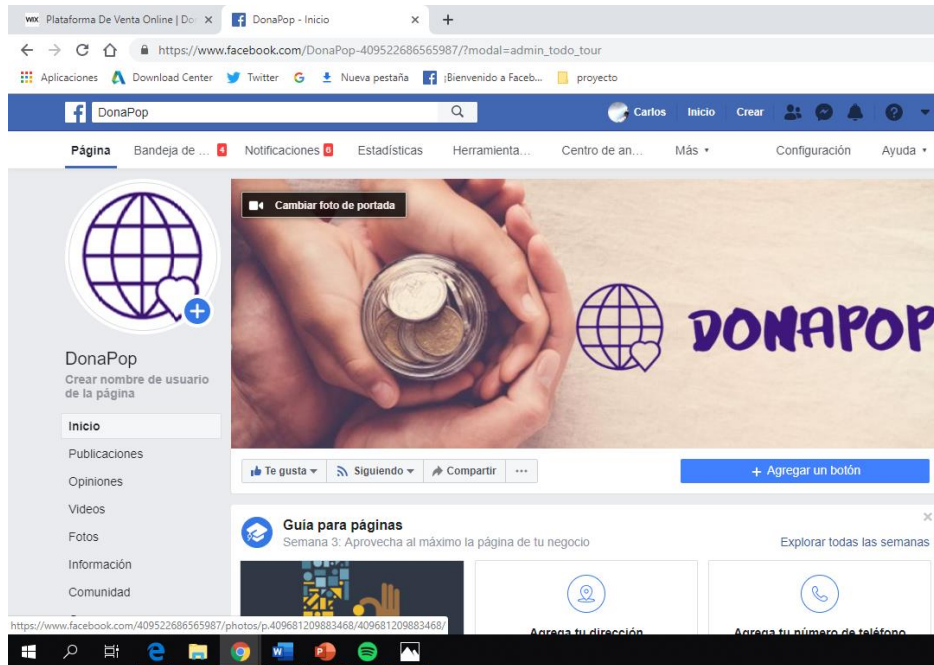 WIX Plataforma De Venta Online | Do
DonaPop - Inicio
https://www.facebook.com/DonaPop-409522686565987/?modal=admin_todo_tour
Aplicaciones Download Center Twitter G Nueva pestaña ¡Bienvenido a Faceb... proyecto
DonaPop Carlos Inicio Crear
Página Bandeja de ... 4 Notificaciones 6 Estadísticas Herramienta... Centro de an... Más Configuración Ayuda
Cambiar foto de portada
DONAPOP
DonaPop
Crear nombre de usuario
de la página
Inicio
Publicaciones
Opiniones
Videos
Fotos
Información
Comunidad
Te gusta Siguiendo Compartir ...
+ Agregar un botón
Guía para páginas
Semana 3: Aprovecha al máximo la página de tu negocio
Explorar todas las semanas
Agrega tu dirección
Agrega tu número de teléfono
https://www.facebook.com/409522686565987/photos/p.409681209883468/409681209883468/